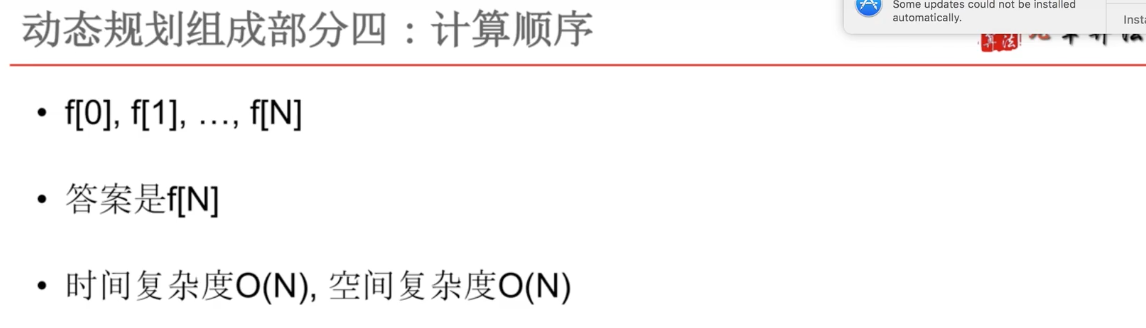 动态规划组成部分四：计算顺序
Some updates could not be installed
automatically.
算法
• f[0], f[1], …, f[N]
• 答案是f[N]
• 时间复杂度O(N), 空间复杂度O(N)